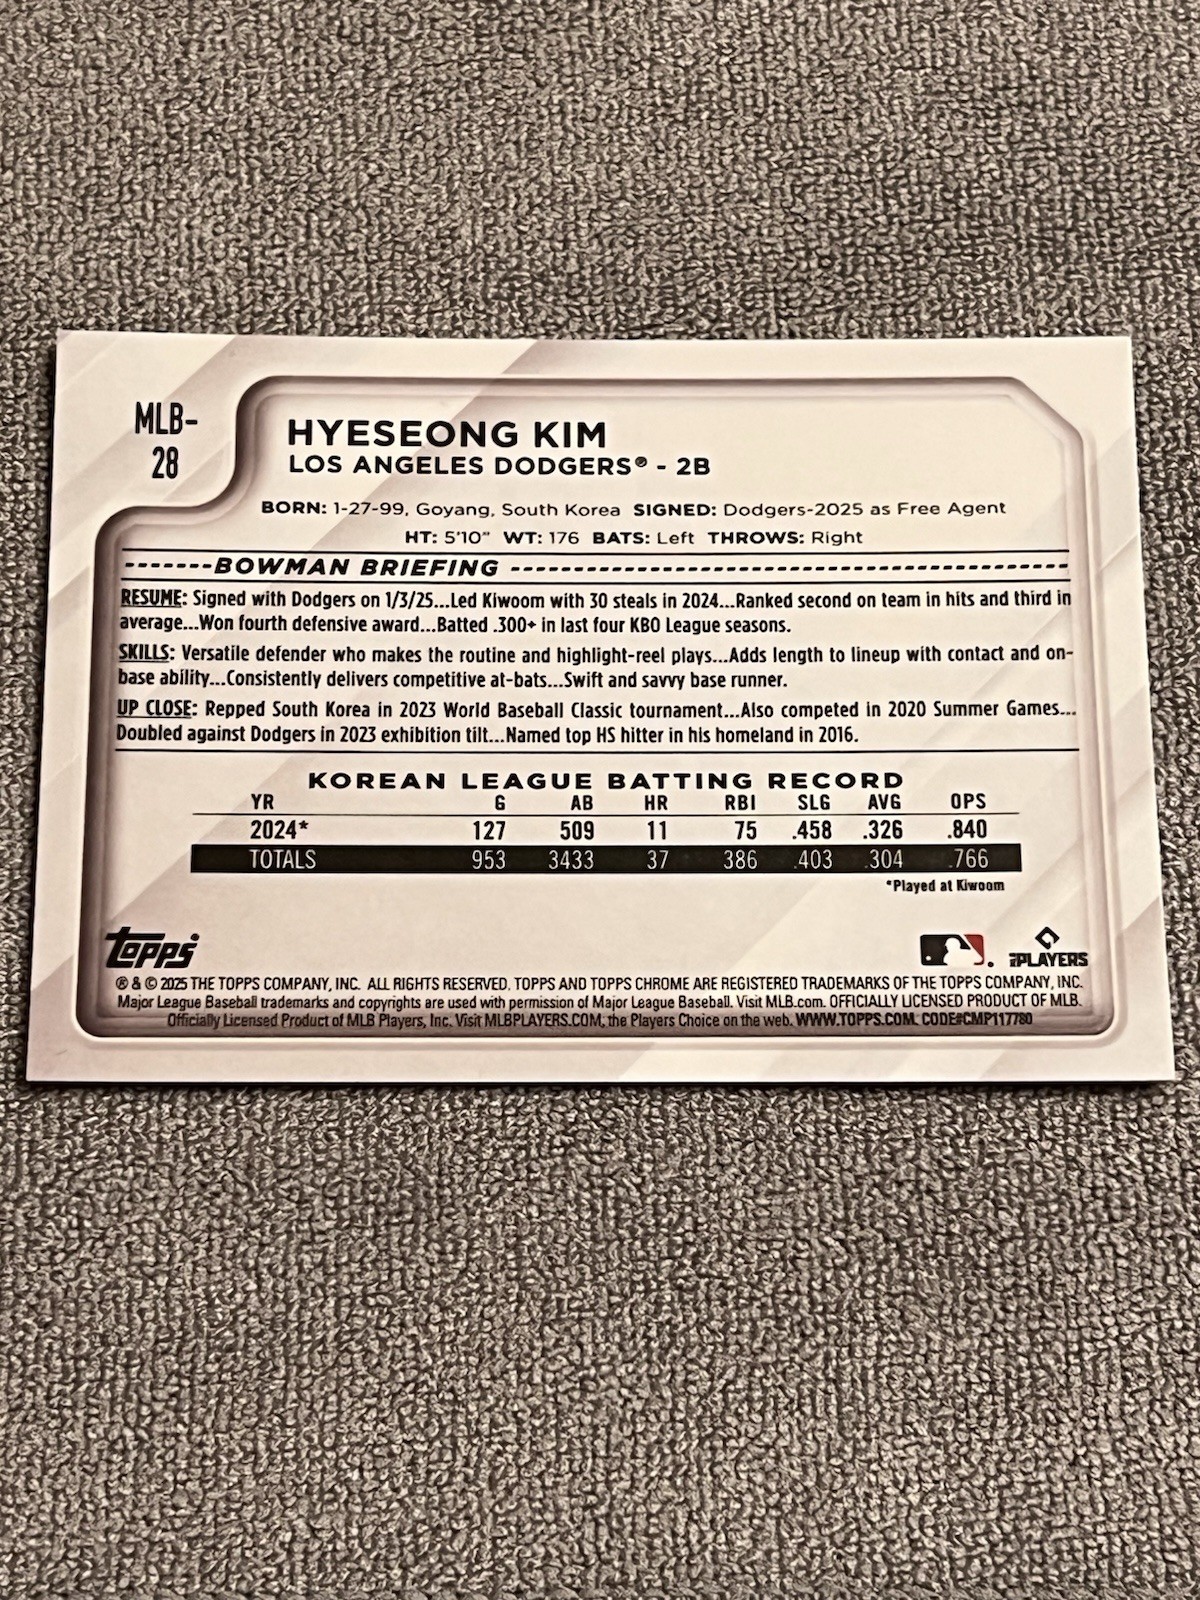 MLB-
28
HYESEONG KIM
LOS ANGELES DODGERS® - 2B
BORN: 1-27-99, Goyang, South Korea SIGNED: Dodgers-2025 as Free Agent
HT: 5'10" WT: 176 BATS: Left THROWS: Right
BOWMAN BRIEFING
RESUME: Signed with Dodgers on 1/3/25...Led Kiwoom with 30 steals in 2024...Ranked second on team in hits and third in
average...Won fourth defensive award...Batted .300+ in last four KBO League seasons.
SKILLS: Versatile defender who makes the routine and highlight-reel plays...Adds length to lineup with contact and on-
base ability...Consistently delivers competitive at-bats...Swift and savvy base runner.
UP CLOSE: Repped South Korea in 2023 World Baseball Classic tournament...Also competed in 2020 Summer Games...
Doubled against Dodgers in 2023 exhibition tilt...Named top HS hitter in his homeland in 2016.
KOREAN LEAGUE BATTING RECORD
YR G AB HR RBI SLG AVG OPS
2024* 127 509 11 75 .458 .326 .840
TOTALS 953 3433 37 386 .403 .304 .766
*Played at Kiwoom
topps
PLAYERS
® & © 2025 THE TOPPS COMPANY, INC. ALL RIGHTS RESERVED. TOPPS AND TOPPS CHROME ARE REGISTERED TRADEMARKS OF THE TOPPS COMPANY, INC.
Major League Baseball trademarks and copyrights are used with permission of Major League Baseball. Visit MLB.com. OFFICIALLY LICENSED PRODUCT OF MLB.
Officially Licensed Product of MLB Players, Inc. Visit MLBPLAYERS.COM, the Players Choice on the web. WWW.TOPPS.COM. CODE#CMP117780